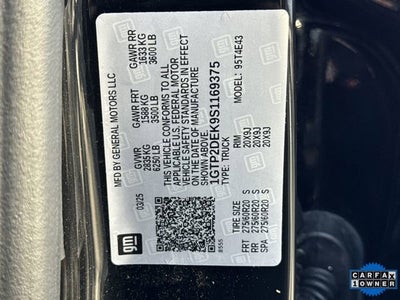 MFD BY GENERAL MOTORS LLC
03/25
GVWR
2835 KG
6250 LB
GAWR FRT
1588 KG
3500 LB
GAWR RR
1633 KG
3600 LB
THIS VEHICLE CONFORMS TO ALL
APPLICABLE U.S. FEDERAL MOTOR
VEHICLE SAFETY STANDARDS IN EFFECT
ON THE DATE OF MANUFACTURE
SHOWN ABOVE.
1GTP2DEK9S1169375
TYPE: TRUCK
95T4E43
TIRE SIZE RIM
FRT 275/60R20 S 20X9J
RR 275/60R20 S 20X9J
SPA 275/60R20 S 20X9J
gm
CARFAX
1 OWNER